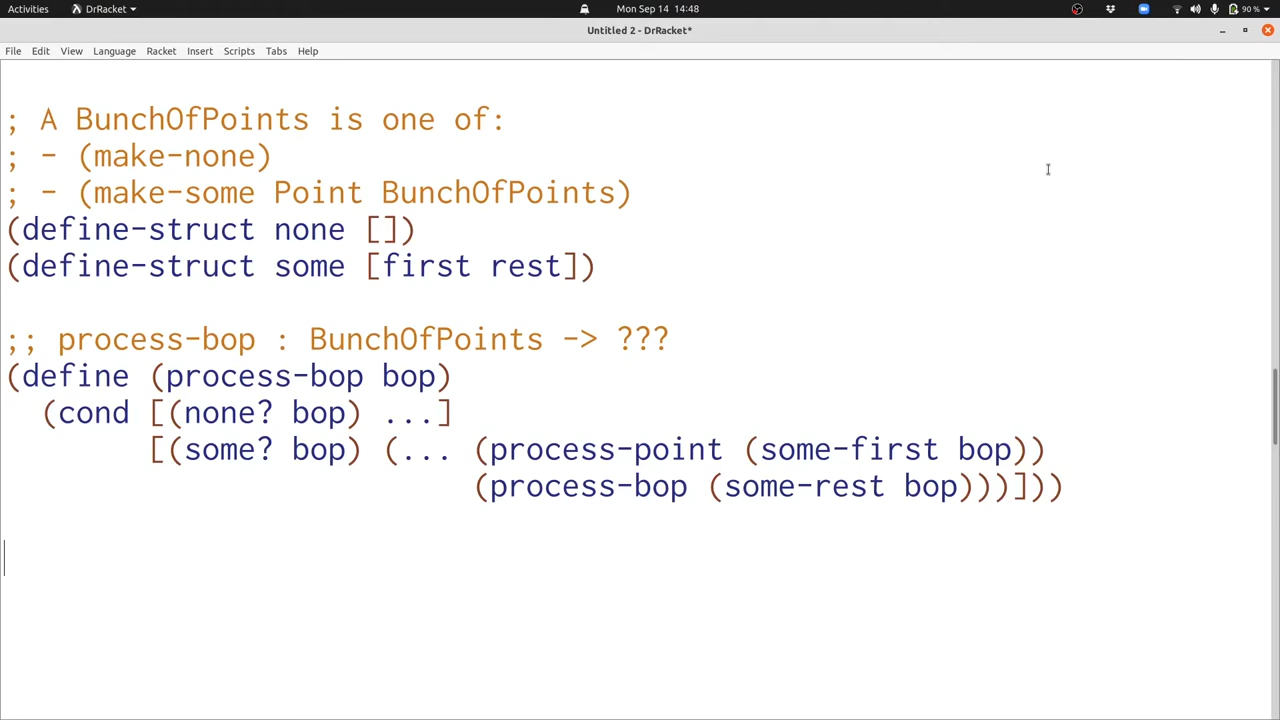 Activities DrRacket Mon Sep 14 14:48 90 %
Untitled 2 - DrRacket*
File Edit View Language Racket Insert Scripts Tabs Help
; A BunchOfPoints is one of:
; - (make-none)
; - (make-some Point BunchOfPoints)
(define-struct none [])
(define-struct some [first rest])
;; process-bop : BunchOfPoints -> ???
(define (process-bop bop)
(cond [(none? bop) ...]
[(some? bop) (... (process-point (some-first bop))
(process-bop (some-rest bop)))]))